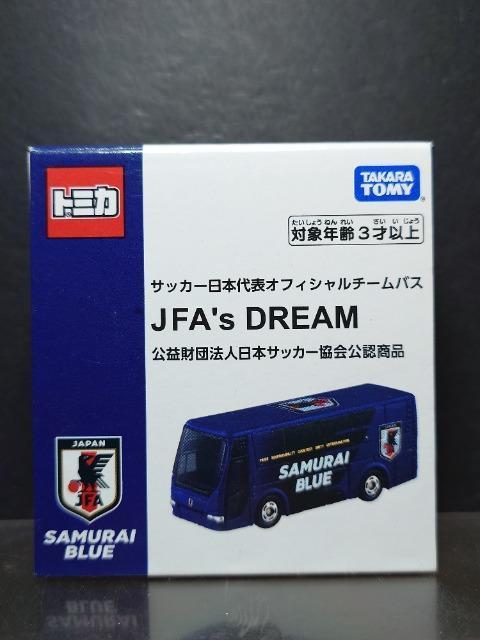 トミカ
TAKARA
TOMY
たいしょうねんれい さいいじょう
対象年齢3才以上
サッカー日本代表オフィシャルチームバス
JFA's DREAM
公益財団法人日本サッカー協会公認商品
SAMURAI
BLUE
JAPAN
JFA
SAMURAI
BLUE